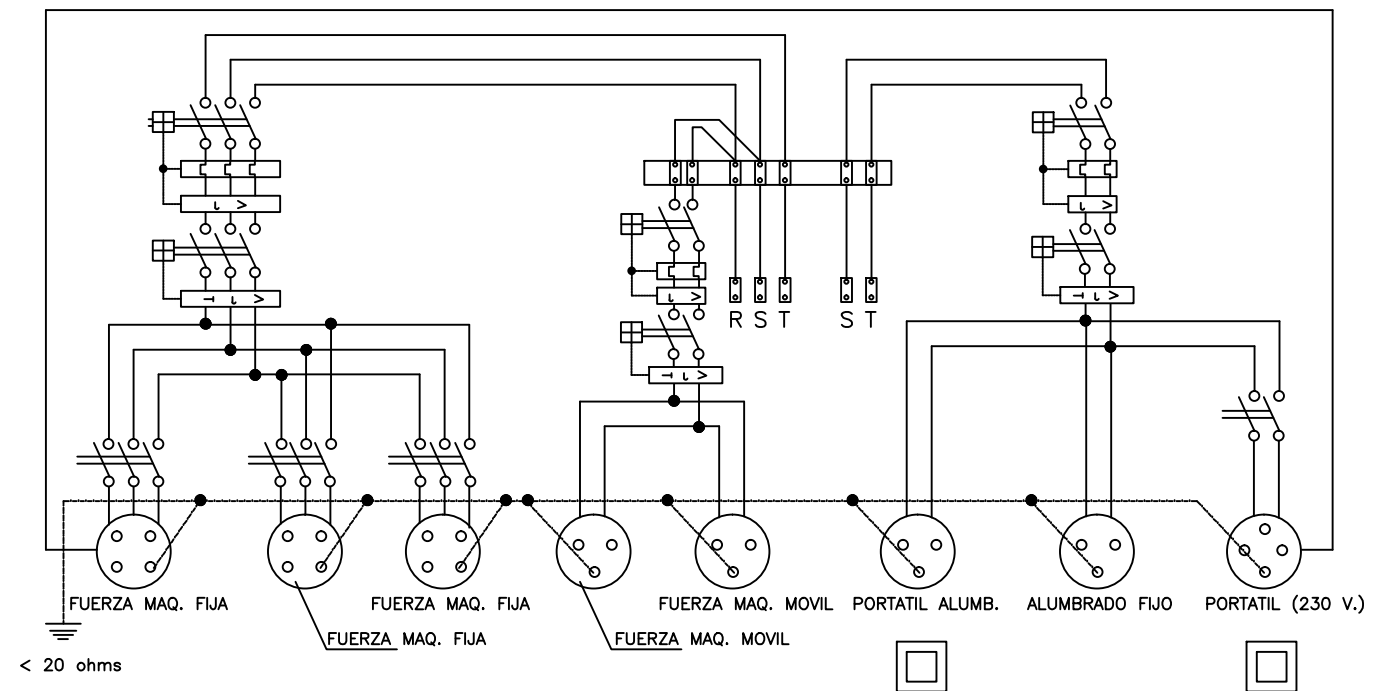 R S T S T
FUERZA MAQ. FIJA
FUERZA MAQ. FIJA
FUERZA MAQ. MOVIL
PORTATIL ALUMB.
ALUMBRADO FIJO
PORTATIL (230 V.)
FUERZA MAQ. FIJA
FUERZA MAQ. MOVIL
< 20 ohms